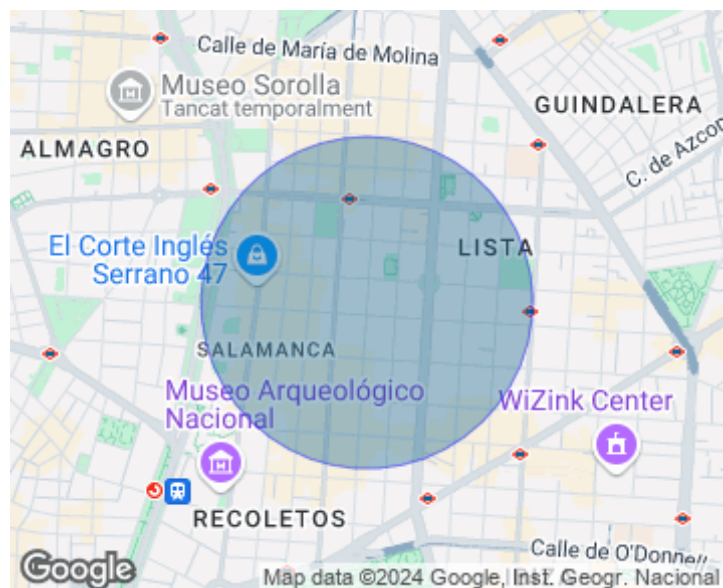 Calle de María de Molina
Museo Sorolla
Tancat temporalment
GUINDALERA
ALMAGRO
C. de Azcon
El Corte Inglés
Serrano 47
LISTA
SALAMANCA
Museo Arqueológico
Nacional
WiZink Center
RECOLETOS
Calle de O'Donnell
Google
Map data ©2024 Google, Inst. Geogr. Nacional